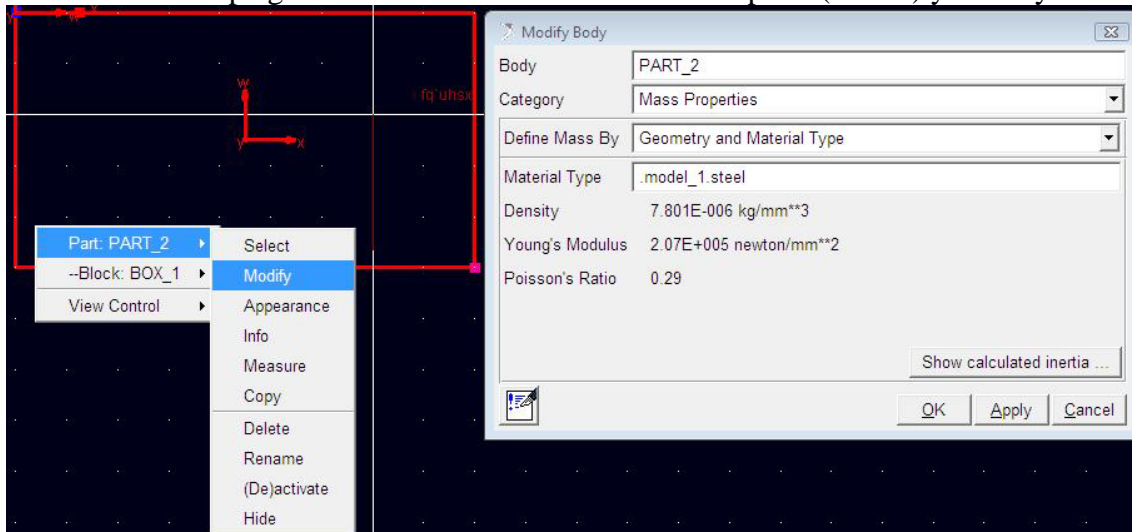 Modify Body
Body PART_2
Category Mass Properties
Define Mass By Geometry and Material Type
Material Type .model_1.steel
Density 7.801E-006 kg/mm**3
Young's Modulus 2.07E+005 newton/mm**2
Poisson's Ratio 0.29
Show calculated inertia ...
OK Apply Cancel
w
y x
Part: PART_2
--Block: BOX_1
View Control
Select
Modify
Appearance
Info
Measure
Copy
Delete
Rename
(De)activate
Hide